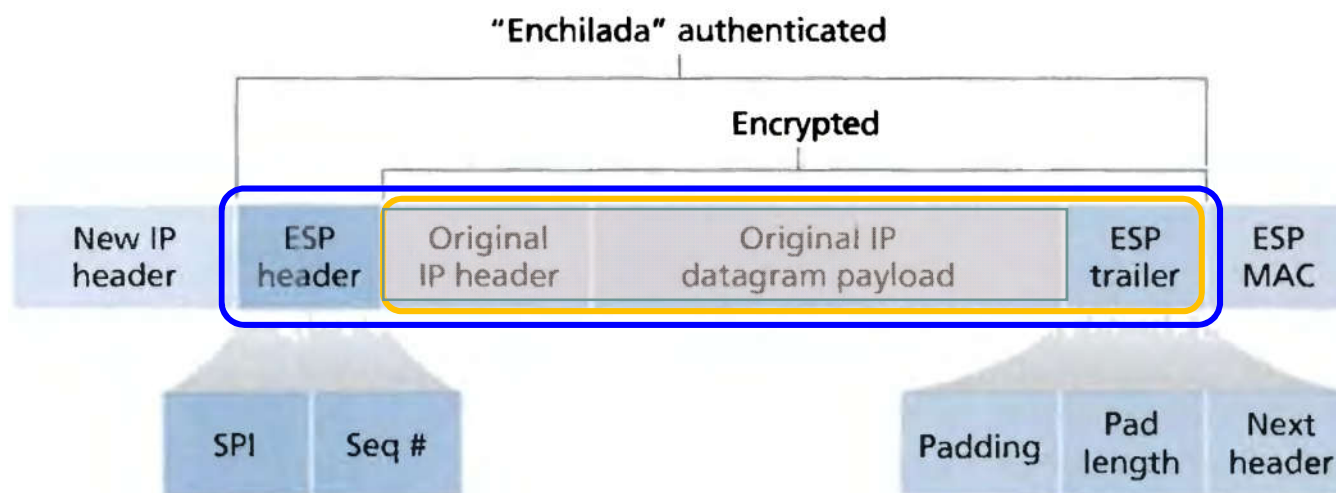 “Enchilada” authenticated
Encrypted
New IP
header
ESP
header
Original
IP header
Original IP
datagram payload
ESP
trailer
ESP
MAC
SPI
Seq #
Padding
Pad
length
Next
header